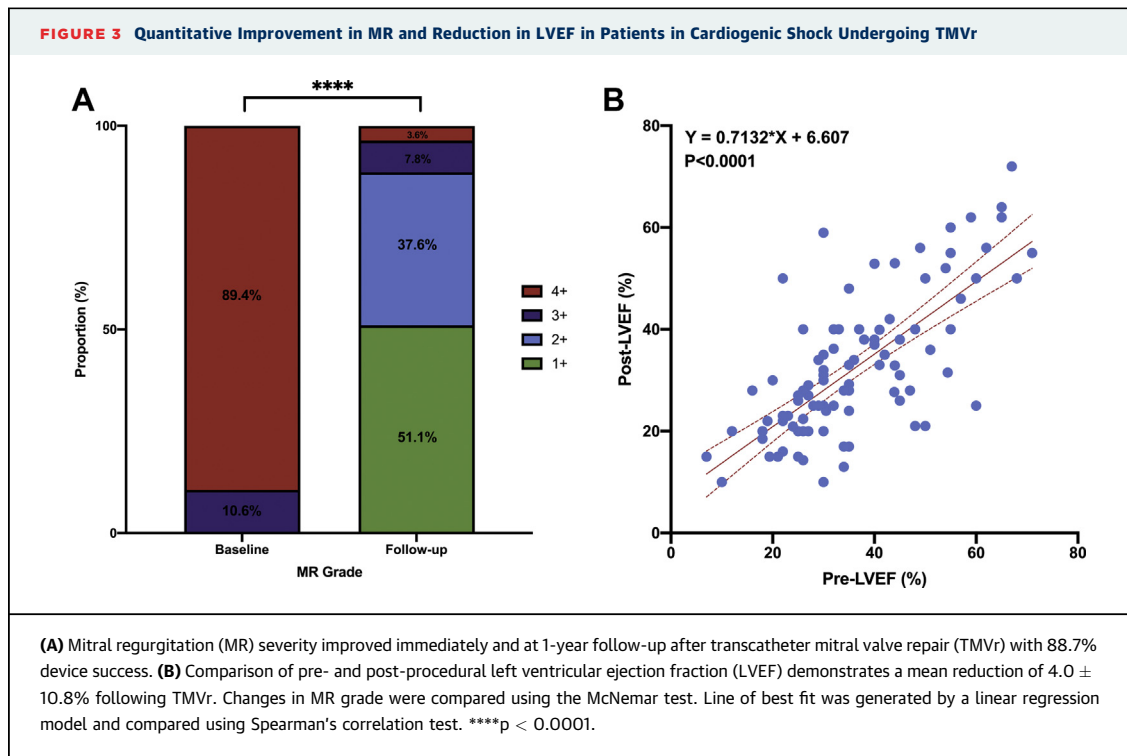 FIGURE 3 Quantitative Improvement in MR and Reduction in LVEF in Patients in Cardiogenic Shock Undergoing TMVr
A
****
100
50
0
Proportion (%)
89.4%
10.6%
3.6%
7.8%
37.6%
51.1%
Baseline
Follow-up
MR Grade
4+
3+
2+
1+
B
Y = 0.7132*X + 6.607
P<0.0001
80
60
40
20
0
Post-LVEF (%)
0
20
40
60
80
Pre-LVEF (%)
(A) Mitral regurgitation (MR) severity improved immediately and at 1-year follow-up after transcatheter mitral valve repair (TMVr) with 88.7%
device success. (B) Comparison of pre- and post-procedural left ventricular ejection fraction (LVEF) demonstrates a mean reduction of 4.0 ±
10.8% following TMVr. Changes in MR grade were compared using the McNemar test. Line of best fit was generated by a linear regression
model and compared using Spearman's correlation test. ****p < 0.0001.